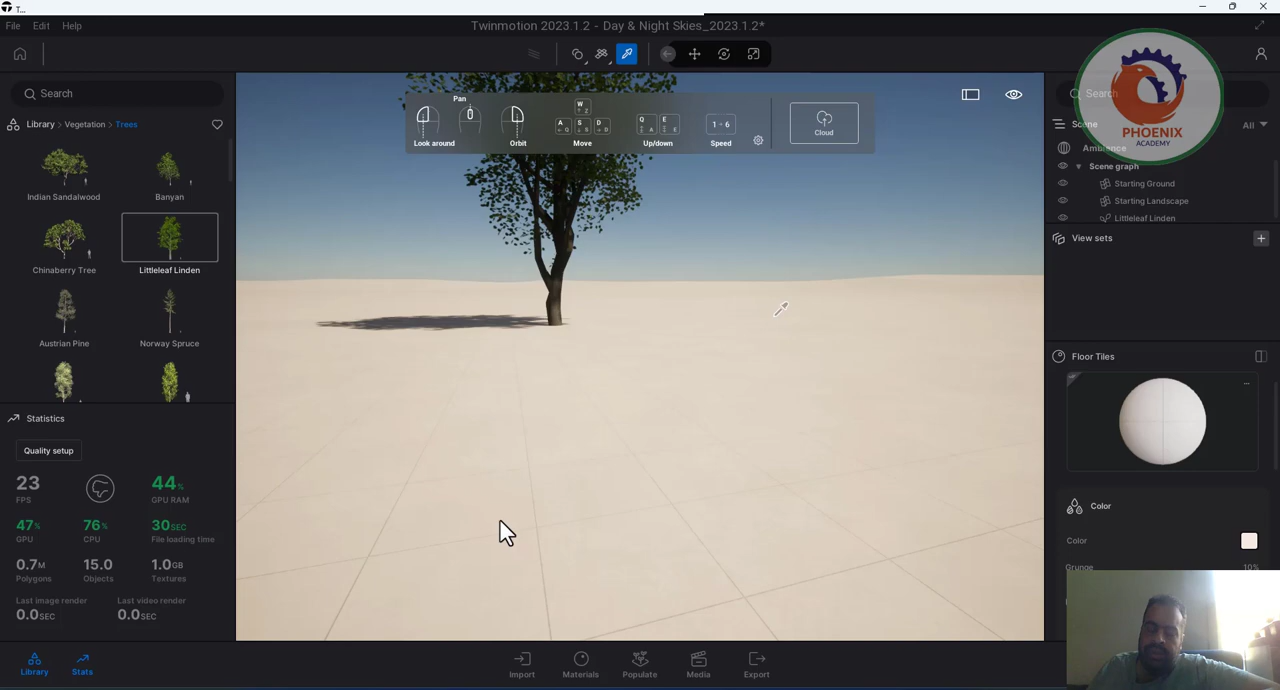 T...
File Edit Help
Twinmotion 2023.1 2 - Day & Night Skies_2023.1.2*
Search
Library > Vegetation > Trees
Indian Sandalwood
Banyan
Chinaberry Tree
Littleleaf Linden
Austrian Pine
Norway Spruce
Statistics
Quality setup
23
FPS
44%
GPU RAM
47%
GPU
76%
CPU
30SEC
File loading time
0.7M
Polygons
15.0
Objects
1.0GB
Textures
Last image render
0.0SEC
Last video render
0.0SEC
Library
Stats
Pan
Look around
Orbit
W
A S D
Move
Q E
Up/down
1 - 6
Speed
Cloud
Import
Materials
Populate
Media
Export
Search
PHOENIX
ACADEMY
Scene
All
Ambience
Scene graph
Starting Ground
Starting Landscape
Littleleaf Linden
View sets
Floor Tiles
Color
Color
Grunge
10%